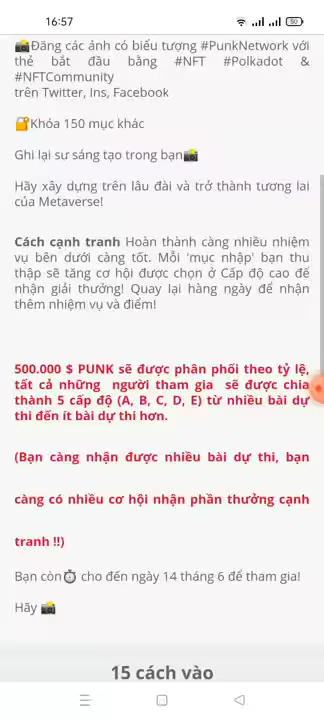 16:57
50
📸Đăng các ảnh có biểu tượng #PunkNetwork với
thẻ bắt đầu bằng #NFT #Polkadot &
#NFTCommunity
trên Twitter, Ins, Facebook
🔐Khóa 150 mục khác
Ghi lại sư sáng tạo trong bạn📸
Hãy xây dựng trên lâu đài và trở thành tương lai
của Metaverse!
Cách cạnh tranh Hoàn thành càng nhiều nhiệm
vụ bên dưới càng tốt. Mỗi 'mục nhập' bạn thu
thập sẽ tăng cơ hội được chọn ở Cấp độ cao để
nhận giải thưởng! Quay lại hàng ngày để nhận
thêm nhiệm vụ và điểm!
500.000 $ PUNK sẽ được phân phối theo tỷ lệ,
tất cả những người tham gia sẽ được chia
thành 5 cấp độ (A, B, C, D, E) từ nhiều bài dự
thi đến ít bài dự thi hơn.
(Bạn càng nhận được nhiều bài dự thi, bạn
càng có nhiều cơ hội nhận phần thưởng cạnh
tranh !!)
Bạn còn⏱ cho đến ngày 14 tháng 6 để tham gia!
Hãy 📸
15 cách vào